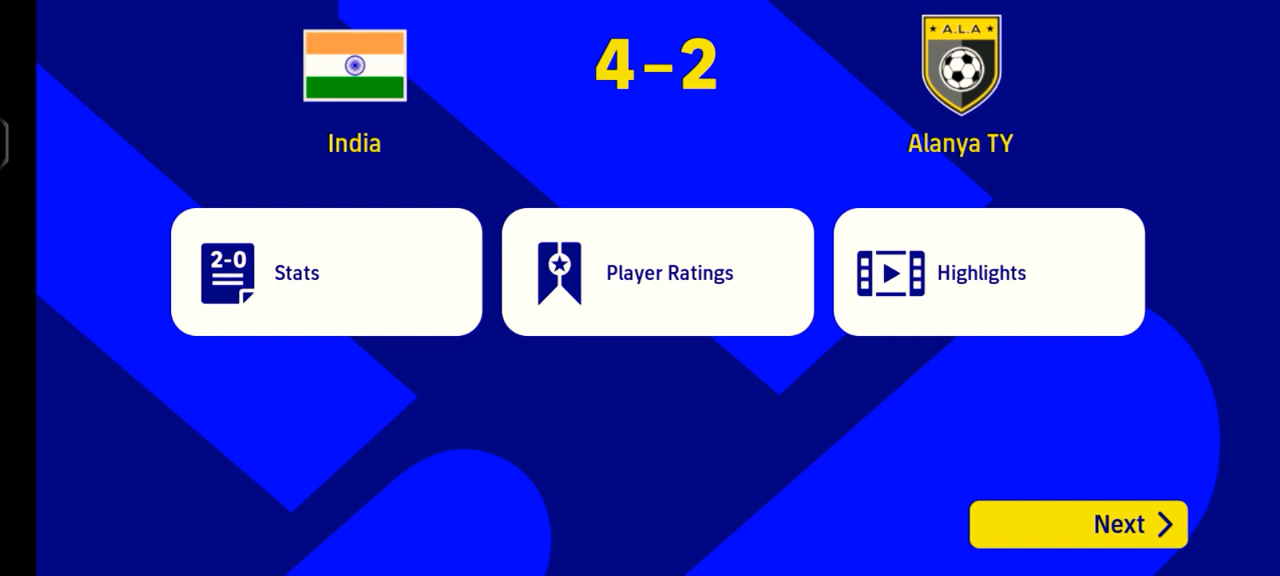 4-2
A.L.A
India
Alanya TY
2-0
Stats
Player Ratings
Highlights
Next